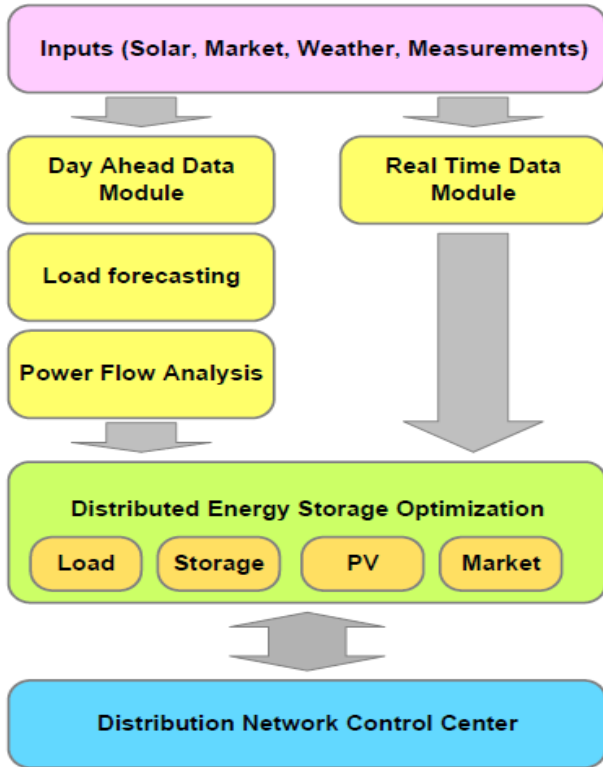 Inputs (Solar, Market, Weather, Measurements)
Day Ahead Data
Module
Real Time Data
Module
Load forecasting
Power Flow Analysis
Distributed Energy Storage Optimization
Load
Storage
PV
Market
Distribution Network Control Center